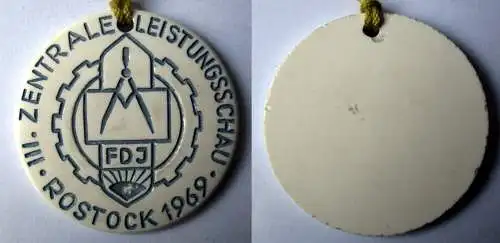 III. ZENTRALE LEISTUNGSSCHAU · ROSTOCK 1969 ·
FDJ